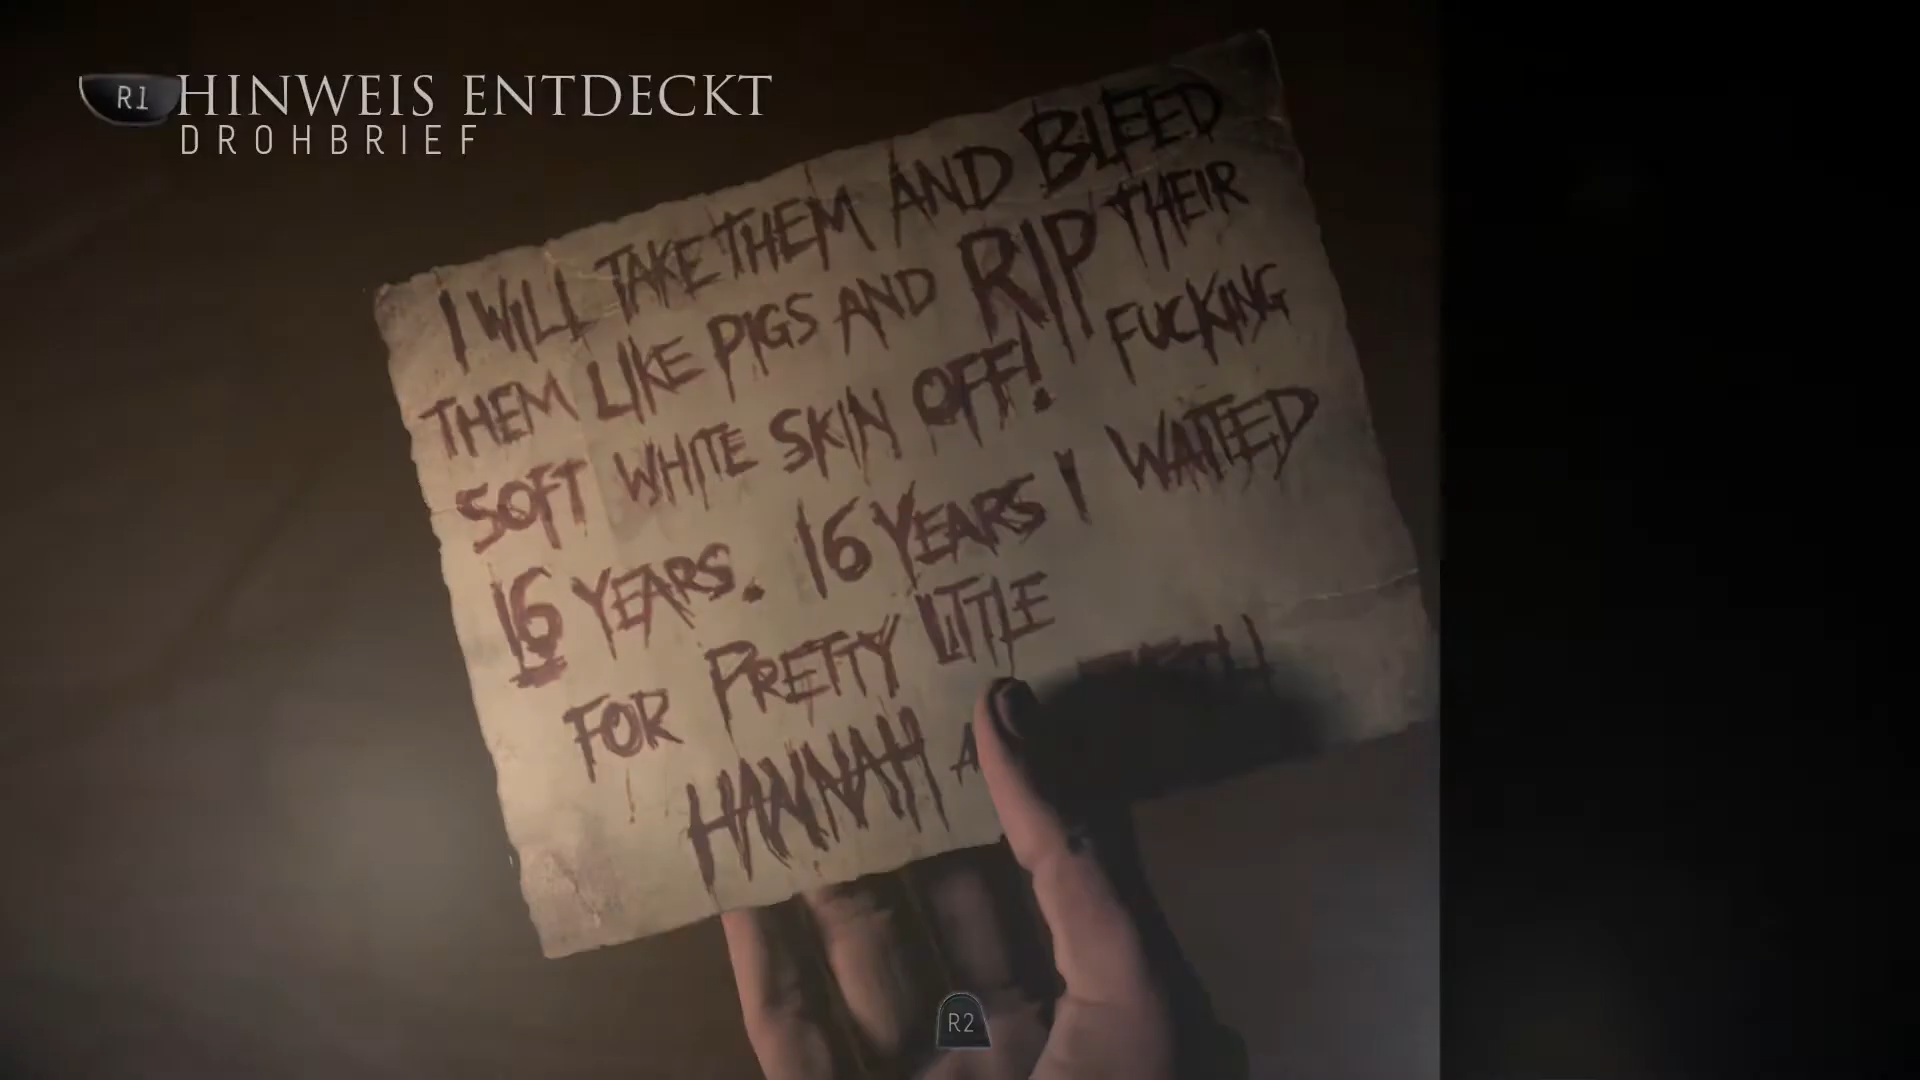 R1 HINWEIS ENTDECKT
DROHBRIEF
I WILL TAKE THEM AND BLEED
THEM LIKE PIGS AND RIP THEIR
SOFT WHITE SKIN OFF! FUCKING
16 YEARS. 16 YEARS I WAITED
FOR PRETTY LITTLE
HANNAH
R2